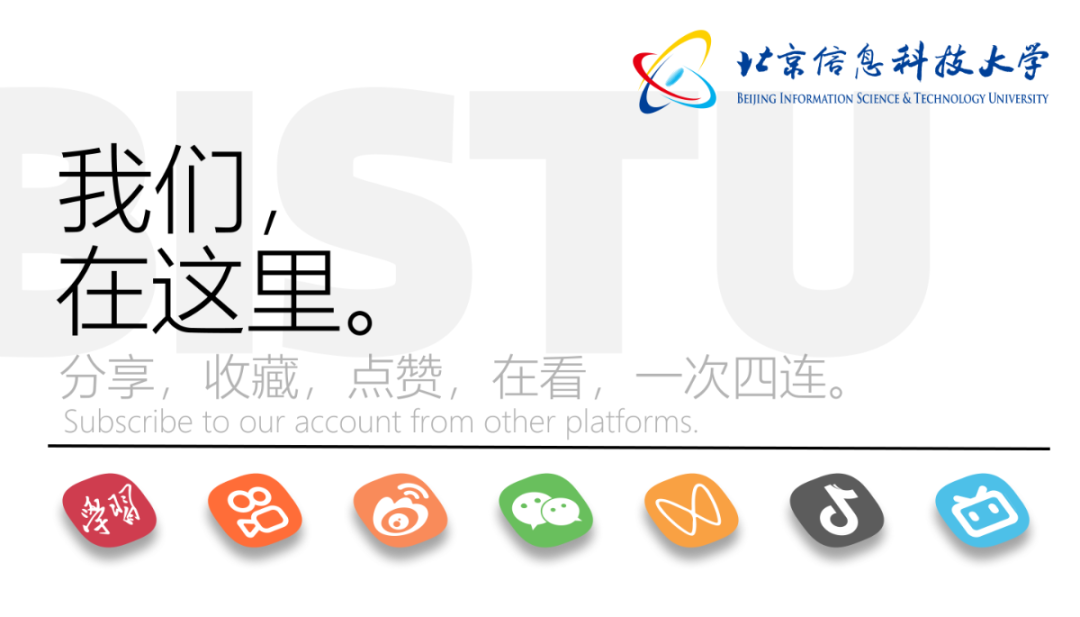 北京信息科技大学
BEIJING INFORMATION SCIENCE & TECHNOLOGY UNIVERSITY
BISTU
我们，
在这里。
分享，收藏，点赞，在看，一次四连。
Subscribe to our account from other platforms.
学习